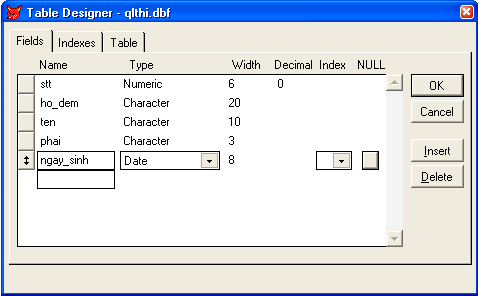 Table Designer - qlthi.dbf
Fields Indexes Table
Name Type Width Decimal Index NULL
stt Numeric 6 0
ho_dem Character 20
ten Character 10
phai Character 3
ngay_sinh Date 8
OK
Cancel
Insert
Delete